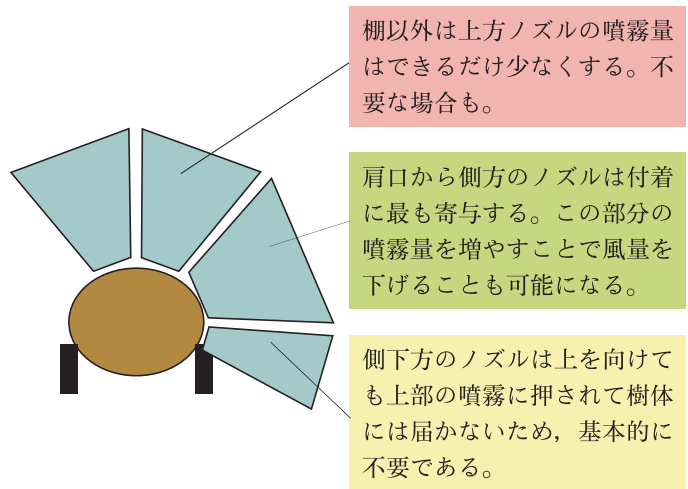 棚以外は上方ノズルの噴霧量
はできるだけ少なくする。不
要な場合も。
肩口から側方のノズルは付着
に最も寄与する。この部分の
噴霧量を増やすことで風量を
下げることも可能になる。
側下方のノズルは上を向けて
も上部の噴霧に押されて樹体
には届かないため，基本的に
不要である。